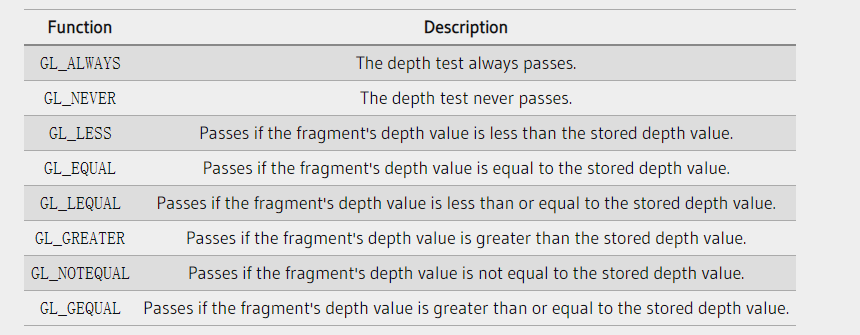 Function Description
GL_ALWAYS The depth test always passes.
GL_NEVER The depth test never passes.
GL_LESS Passes if the fragment's depth value is less than the stored depth value.
GL_EQUAL Passes if the fragment's depth value is equal to the stored depth value.
GL_LEQUAL Passes if the fragment's depth value is less than or equal to the stored depth value.
GL_GREATER Passes if the fragment's depth value is greater than the stored depth value.
GL_NOTEQUAL Passes if the fragment's depth value is not equal to the stored depth value.
GL_GEQUAL Passes if the fragment's depth value is greater than or equal to the stored depth value.